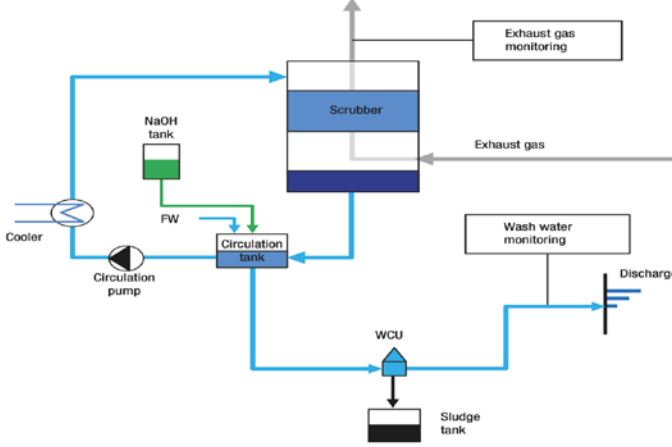 Exhaust gas
monitoring
NaOH
tank
Scrubber
Exhaust gas
FW
Cooler
Circulation
tank
Circulation
pump
Wash water
monitoring
Discharge
WCU
Sludge
tank